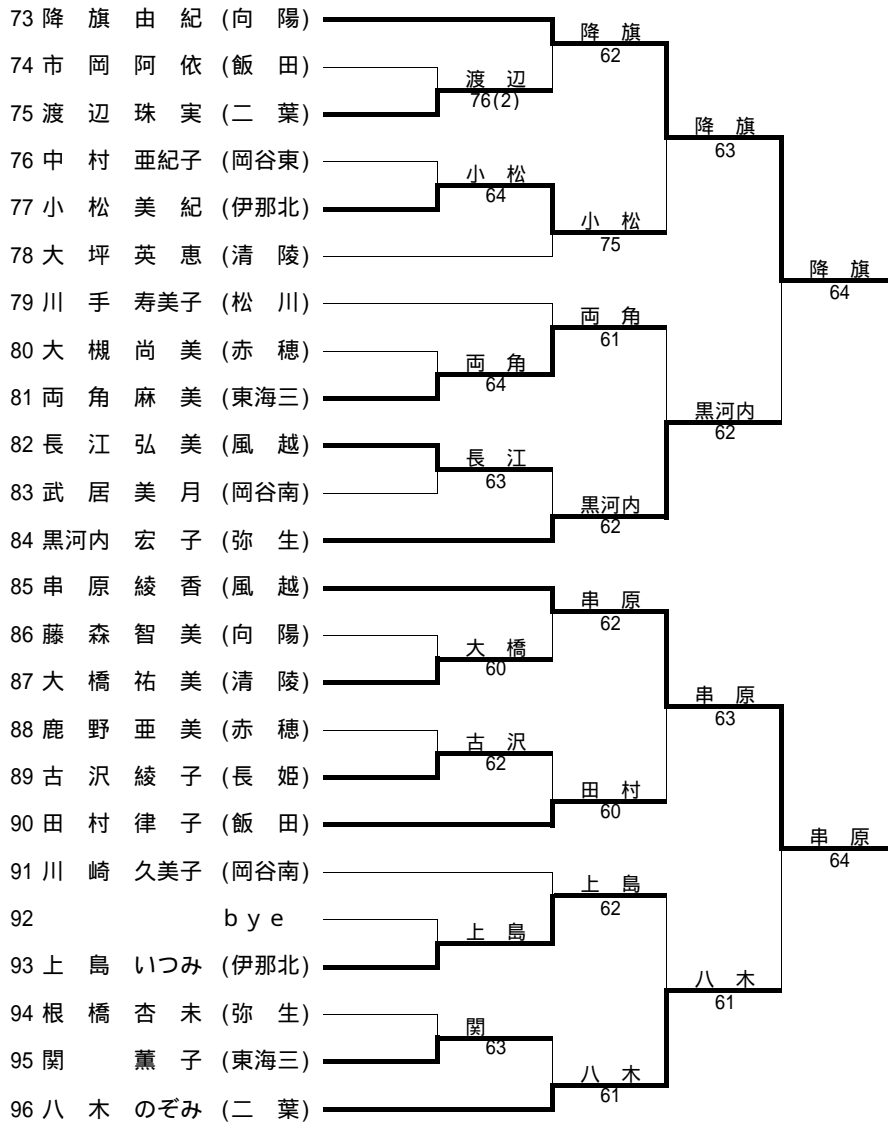 73 降 旗 由 紀 (向 陽)
降 旗
62
74 市 岡 阿 依 (飯 田)
渡 辺
76(2)
75 渡 辺 珠 実 (二 葉)
降 旗
63
76 中 村 亜紀子 (岡谷東)
小 松
64
77 小 松 美 紀 (伊那北)
小 松
75
78 大 坪 英 恵 (清 陵)
降 旗
64
79 川 手 寿美子 (松 川)
両 角
61
80 大 槻 尚 美 (赤 穂)
両 角
64
81 両 角 麻 美 (東海三)
黒河内
62
82 長 江 弘 美 (風 越)
長 江
63
83 武 居 美 月 (岡谷南)
黒河内
62
84 黒河内 宏 子 (弥 生)
85 串 原 綾 香 (風 越)
串 原
62
86 藤 森 智 美 (向 陽)
大 橋
60
87 大 橋 祐 美 (清 陵)
串 原
63
88 鹿 野 亜 美 (赤 穂)
古 沢
62
89 古 沢 綾 子 (長 姫)
田 村
60
90 田 村 律 子 (飯 田)
串 原
64
91 川 崎 久美子 (岡谷南)
上 島
62
92 bye
上 島
93 上 島 いつみ (伊那北)
八 木
61
94 根 橋 杏 未 (弥 生)
関
63
95 関 薫 子 (東海三)
八 木
61
96 八 木 のぞみ (二 葉)